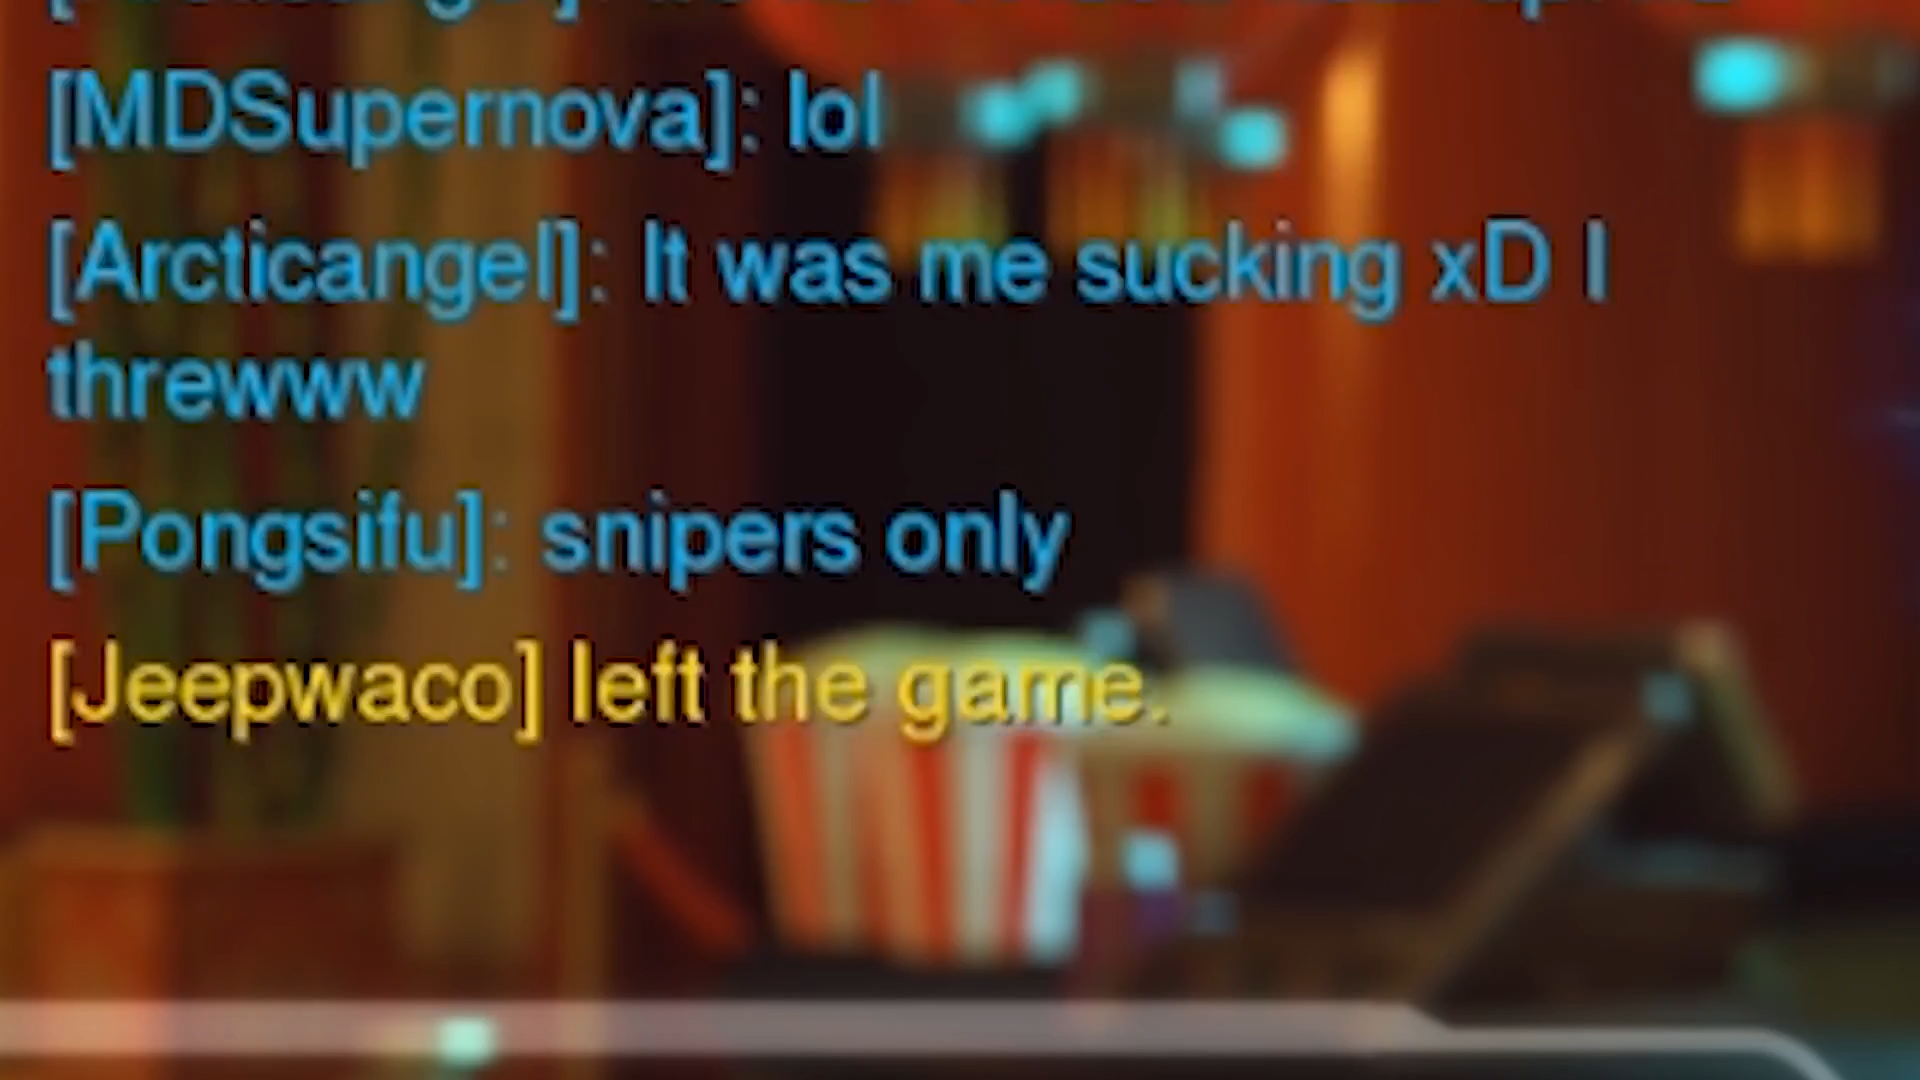 [MDSupernova]: lol
[Arcticangel]: It was me sucking xD I
threwww
[Pongsifu]: snipers only
[Jeepwaco] left the game.